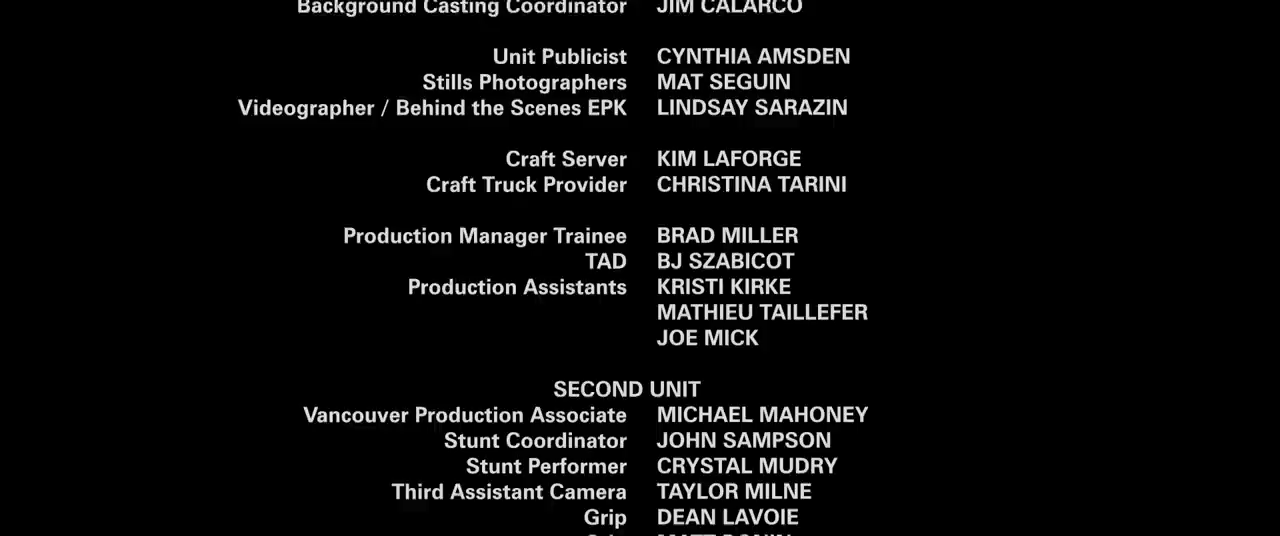 Background Casting Coordinator JIM CALARCO
Unit Publicist CYNTHIA AMSDEN
Stills Photographers MAT SEGUIN
Videographer / Behind the Scenes EPK LINDSAY SARAZIN
Craft Server KIM LAFORGE
Craft Truck Provider CHRISTINA TARINI
Production Manager Trainee BRAD MILLER
TAD BJ SZABICOT
Production Assistants KRISTI KIRKE
MATHIEU TAILLEFER
JOE MICK
SECOND UNIT
Vancouver Production Associate MICHAEL MAHONEY
Stunt Coordinator JOHN SAMPSON
Stunt Performer CRYSTAL MUDRY
Third Assistant Camera TAYLOR MILNE
Grip DEAN LAVOIE